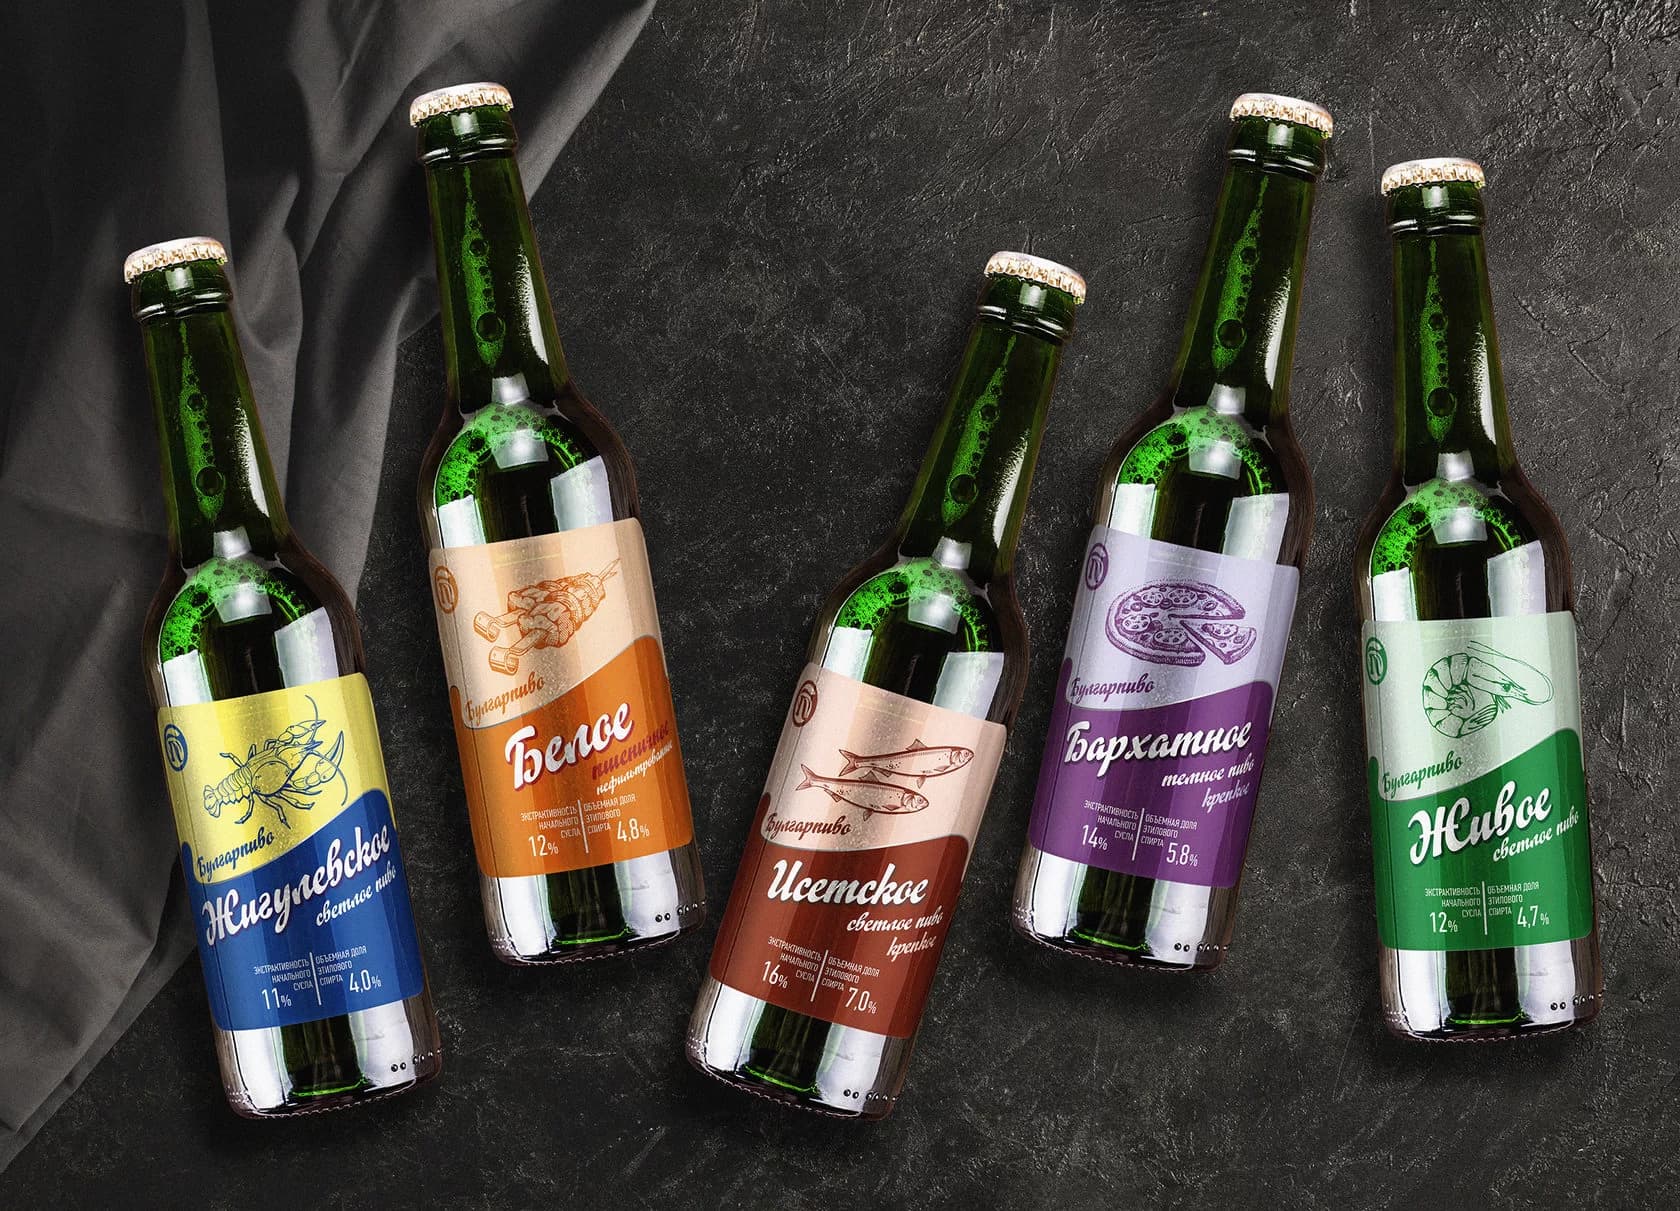 Булгарпиво
Жигулевское
светлое пиво
ЭКСТРАКТИВНОСТЬ
НАЧАЛЬНОГО
СУСЛА
11%
ОБЪЕМНАЯ ДОЛЯ
ЭТИЛОВОГО
СПИРТА 4,0%
Булгарпиво
Белое
пшеничное
нефильтрованное
ЭКСТРАКТИВНОСТЬ
НАЧАЛЬНОГО
СУСЛА
12%
ОБЪЕМНАЯ ДОЛЯ
ЭТИЛОВОГО
СПИРТА 4,8%
Булгарпиво
Исетское
светлое пиво
крепкое
ЭКСТРАКТИВНОСТЬ
НАЧАЛЬНОГО
СУСЛА
16%
ОБЪЕМНАЯ ДОЛЯ
ЭТИЛОВОГО
СПИРТА 7,0%
Булгарпиво
Бархатное
темное пиво
крепкое
ЭКСТРАКТИВНОСТЬ
НАЧАЛЬНОГО
СУСЛА
14%
ОБЪЕМНАЯ ДОЛЯ
ЭТИЛОВОГО
СПИРТА 5,8%
Булгарпиво
Живое
светлое пиво
ЭКСТРАКТИВНОСТЬ
НАЧАЛЬНОГО
СУСЛА
12%
ОБЪЕМНАЯ ДОЛЯ
ЭТИЛОВОГО
СПИРТА 4,7%